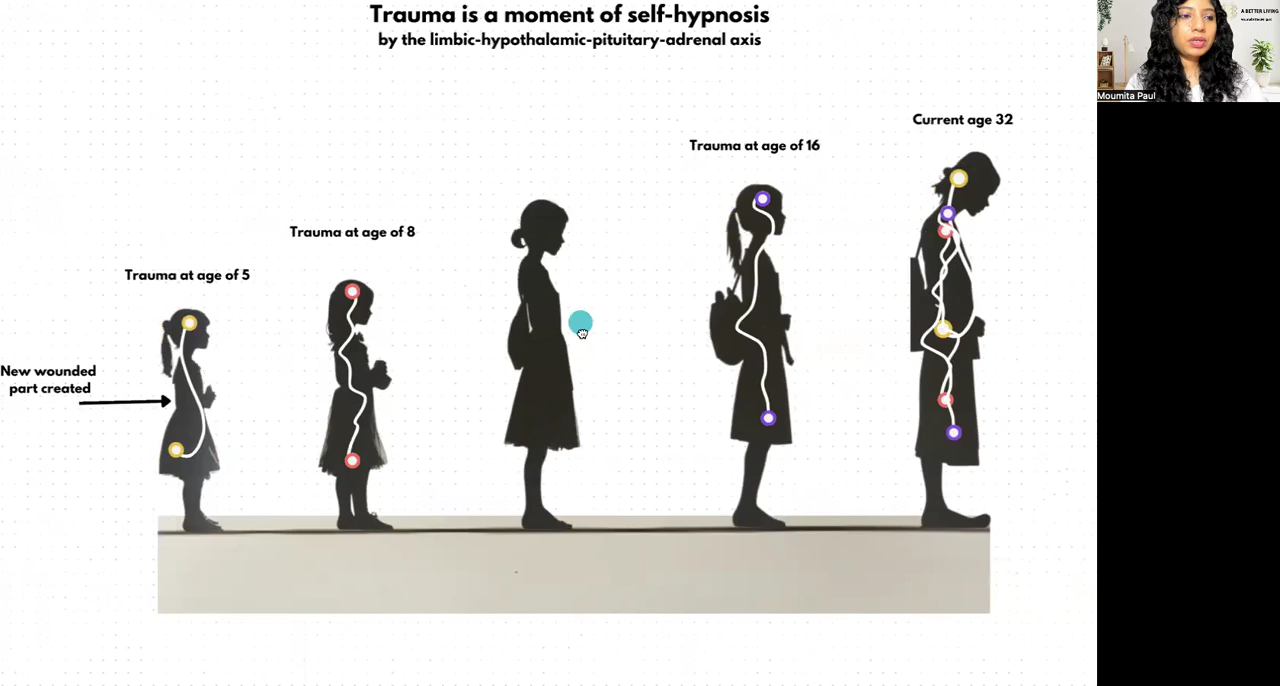 Trauma is a moment of self-hypnosis
by the limbic-hypothalamic-pituitary-adrenal axis
A BETTER LIVING
Moumita Paul
Current age 32
Trauma at age of 16
Trauma at age of 8
Trauma at age of 5
New wounded
part created